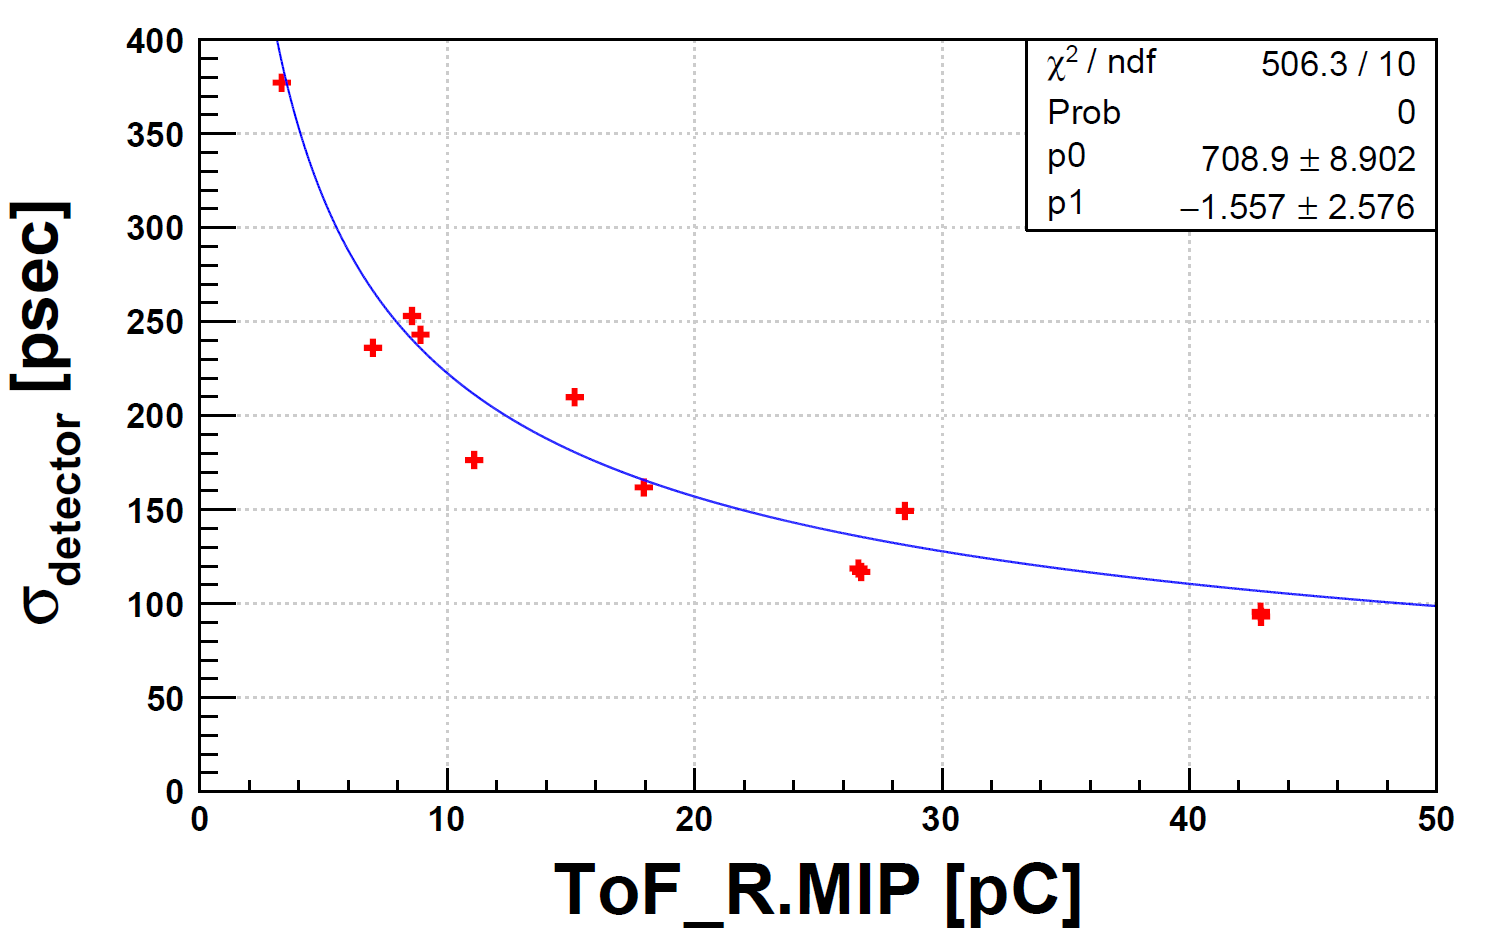 χ2 / ndf 506.3 / 10
Prob 0
p0 708.9 ± 8.902
p1 −1.557 ± 2.576
σdetector [psec]
400
350
300
250
200
150
100
50
0
0 10 20 30 40 50
ToF_R.MIP [pC]